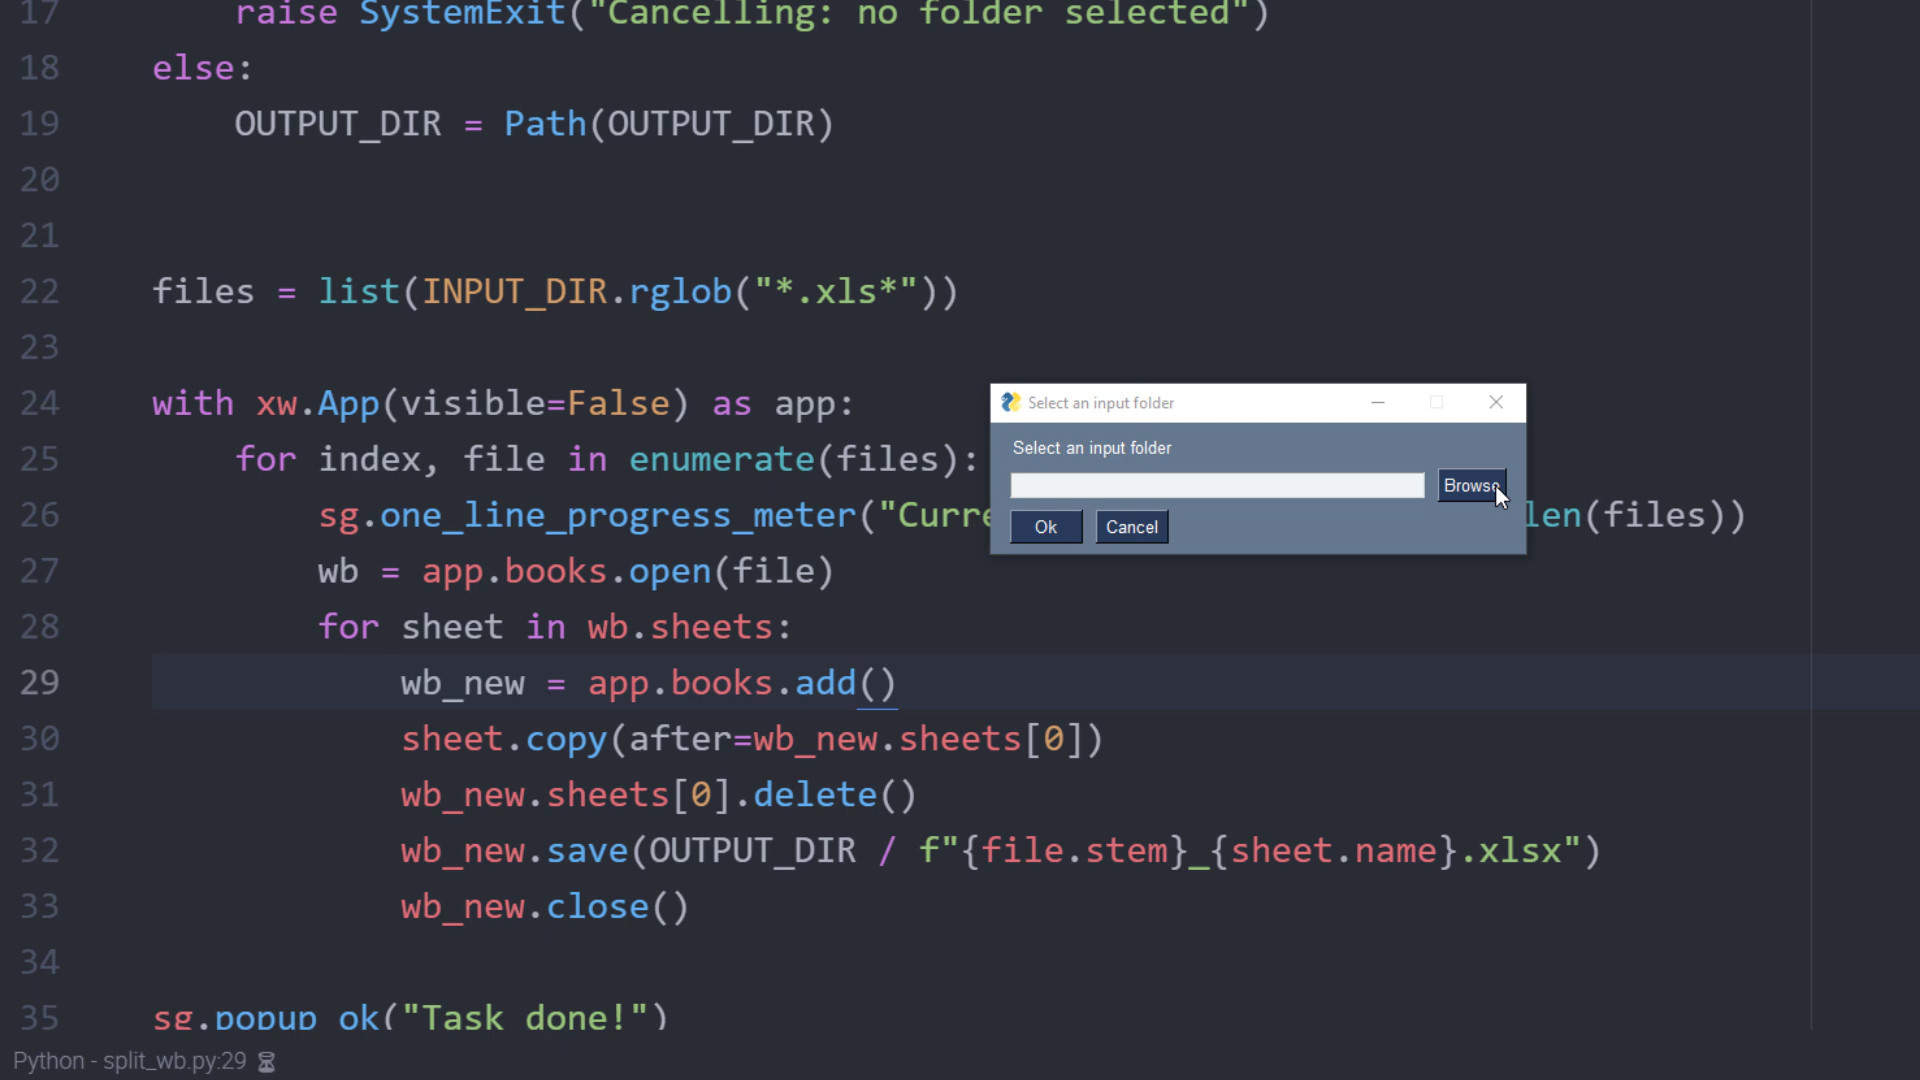 17 raise SystemExit("Cancelling: no folder selected")
18 else:
19 OUTPUT_DIR = Path(OUTPUT_DIR)
20
21
22 files = list(INPUT_DIR.rglob("*.xls*"))
23
24 with xw.App(visible=False) as app:
25 for index, file in enumerate(files):
26 sg.one_line_progress_meter("Curre len(files))
27 wb = app.books.open(file)
28 for sheet in wb.sheets:
29 wb_new = app.books.add()
30 sheet.copy(after=wb_new.sheets[0])
31 wb_new.sheets[0].delete()
32 wb_new.save(OUTPUT_DIR / f"{file.stem}_{sheet.name}.xlsx")
33 wb_new.close()
34
35 sg.popup_ok("Task done!")
Select an input folder
Select an input folder
Browse
Ok Cancel
Python - split_wb.py:29